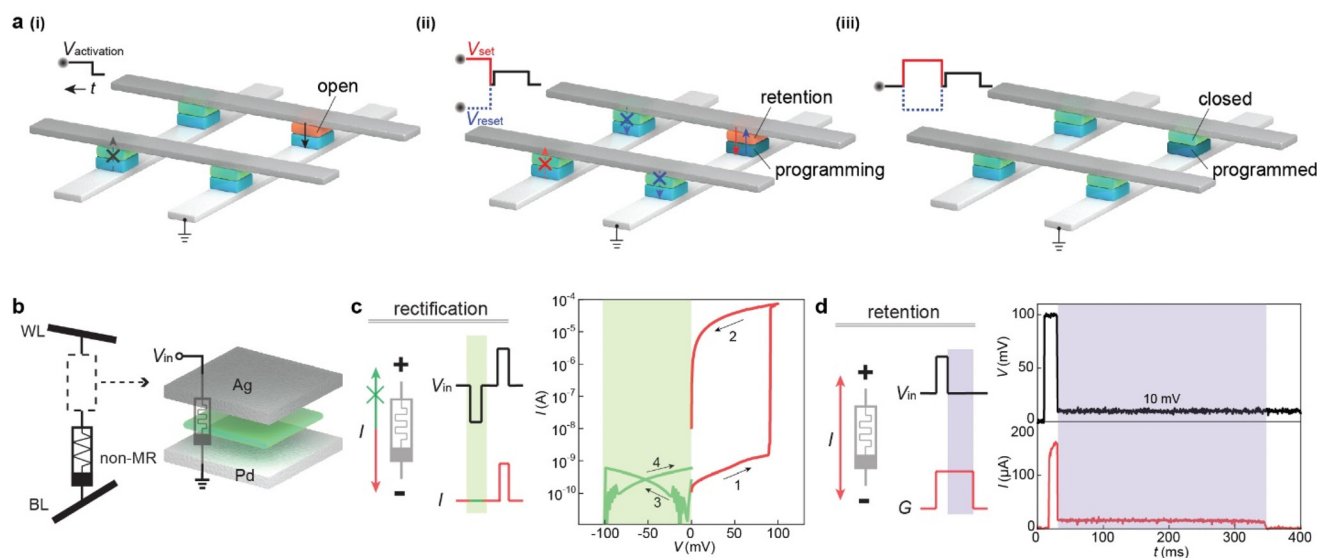 a (i)
Vactivation
t
open
(ii)
Vset
Vreset
retention
programming
(iii)
closed
programmed
b
WL
Vin
Ag
non-MR
Pd
BL
c
rectification
+
Vin
I
-
I
I (A)
10-4
10-5
10-6
10-7
10-8
10-9
10-10
2
4
3
1
-100 -50 0 50 100
V (mV)
d
retention
+
Vin
I
-
G
V (mV)
100
0
10 mV
I (µA)
200
100
0
0 100 200 300 400
t (ms)